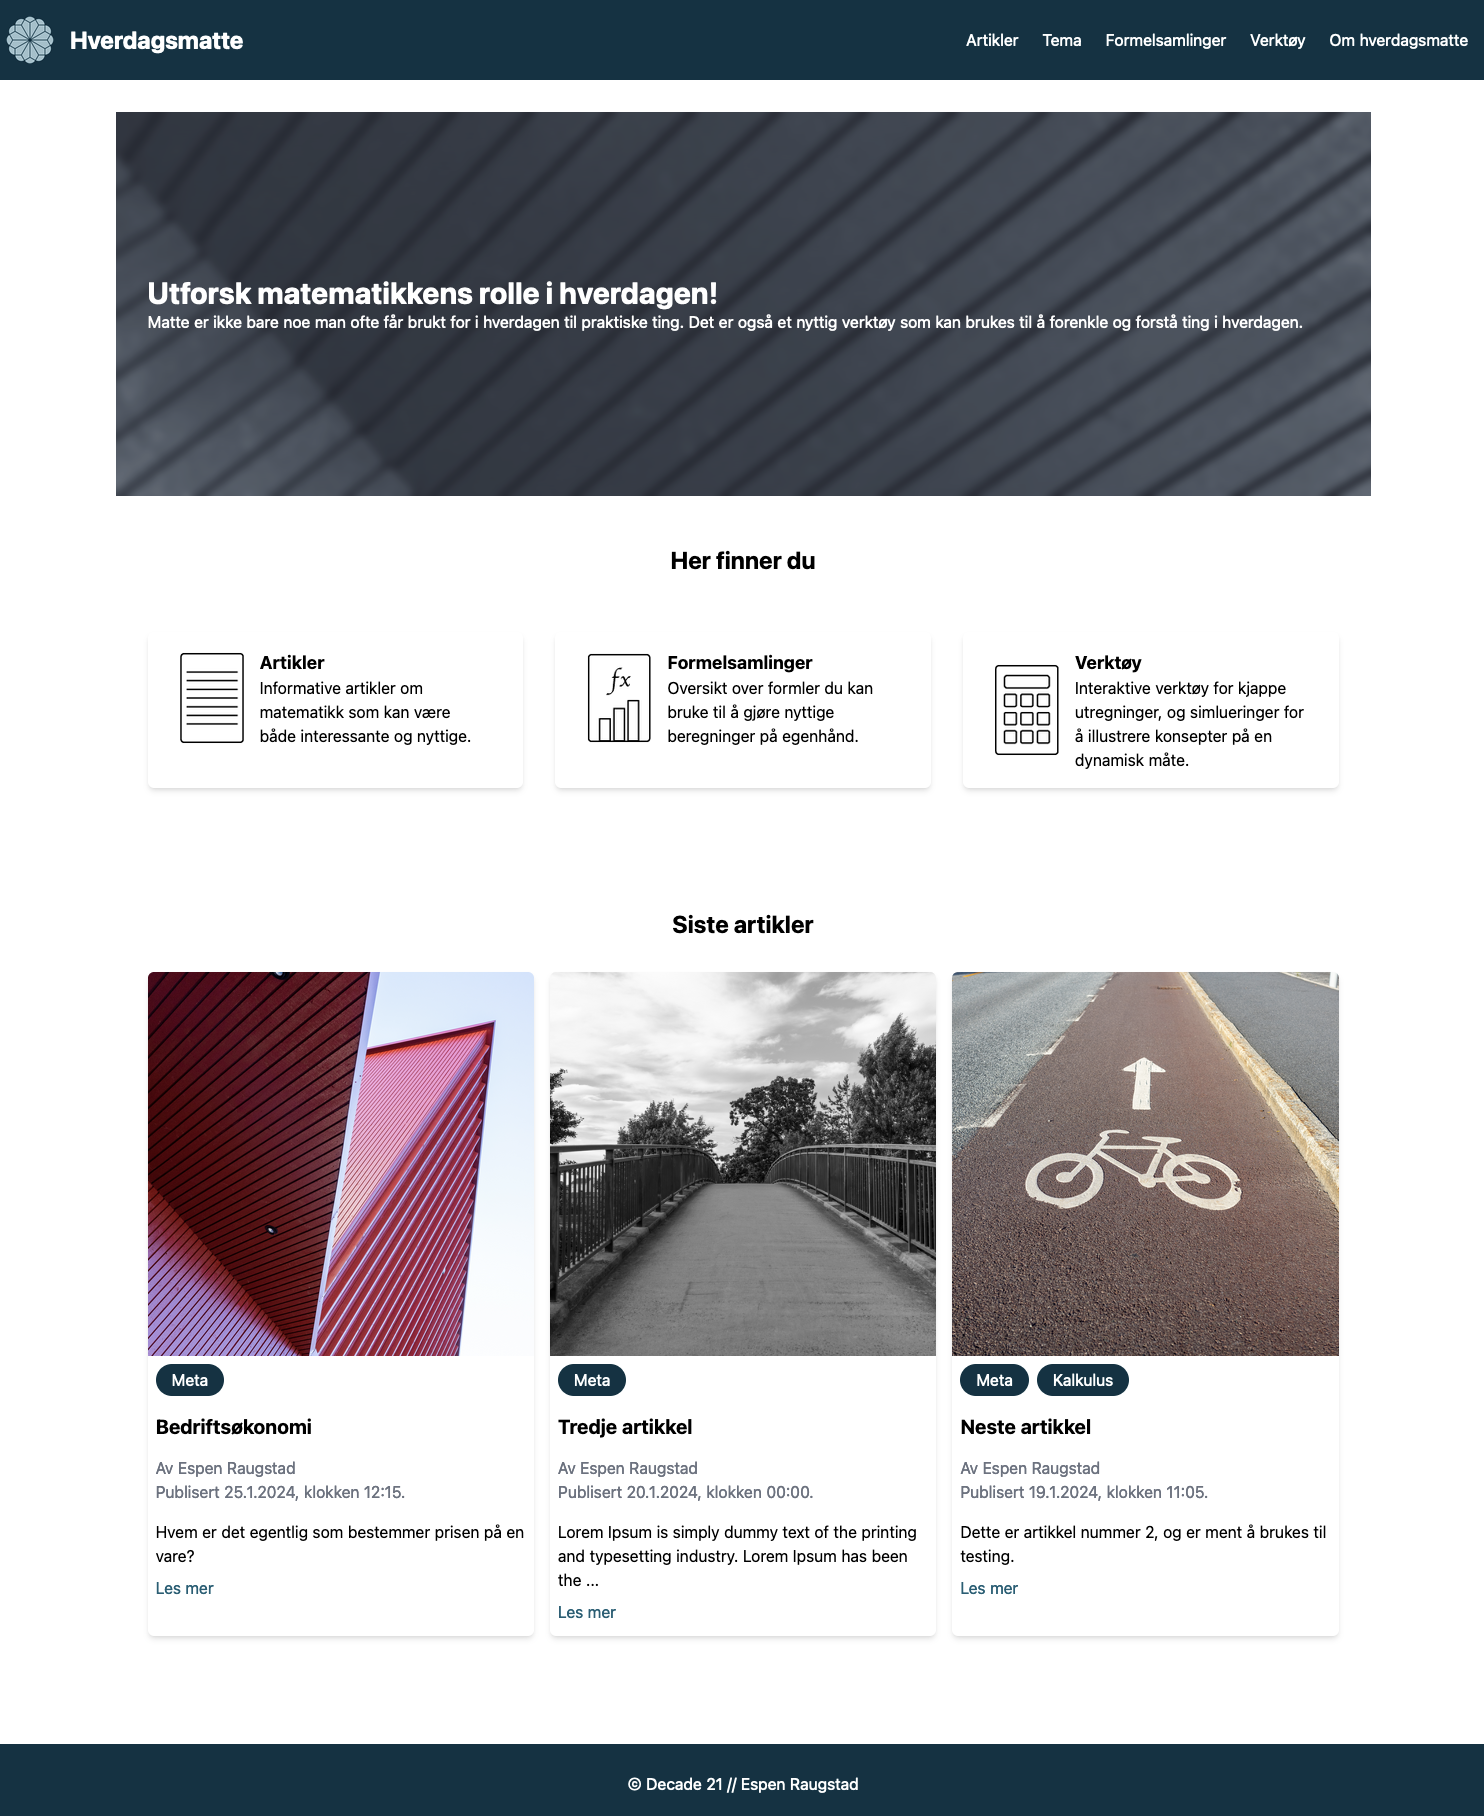 Hverdagsmatte
Artikler Tema Formelsamlinger Verktøy Om hverdagsmatte
Utforsk matematikkens rolle i hverdagen!
Matte er ikke bare noe man ofte får brukt for i hverdagen til praktiske ting. Det er også et nyttig verktøy som kan brukes til å forenkle og forstå ting i hverdagen.
Her finner du
Artikler
Informative artikler om
matematikk som kan være
både interessante og nyttige.
fx
Formelsamlinger
Oversikt over formler du kan
bruke til å gjøre nyttige
beregninger på egenhånd.
Verktøy
Interaktive verktøy for kjappe
utregninger, og simlueringer for
å illustrere konsepter på en
dynamisk måte.
Siste artikler
Meta
Bedriftsøkonomi
Av Espen Raugstad
Publisert 25.1.2024, klokken 12:15.
Hvem er det egentlig som bestemmer prisen på en
vare?
Les mer
Meta
Tredje artikkel
Av Espen Raugstad
Publisert 20.1.2024, klokken 00:00.
Lorem Ipsum is simply dummy text of the printing
and typesetting industry. Lorem Ipsum has been
the ...
Les mer
Meta Kalkulus
Neste artikkel
Av Espen Raugstad
Publisert 19.1.2024, klokken 11:05.
Dette er artikkel nummer 2, og er ment å brukes til
testing.
Les mer
© Decade 21 // Espen Raugstad